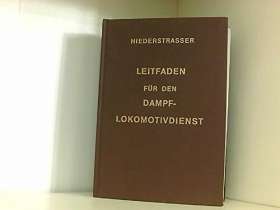 NIEDERSTRASSER
LEITFADEN
FÜR DEN
DAMPF-
LOKOMOTIVDIENST